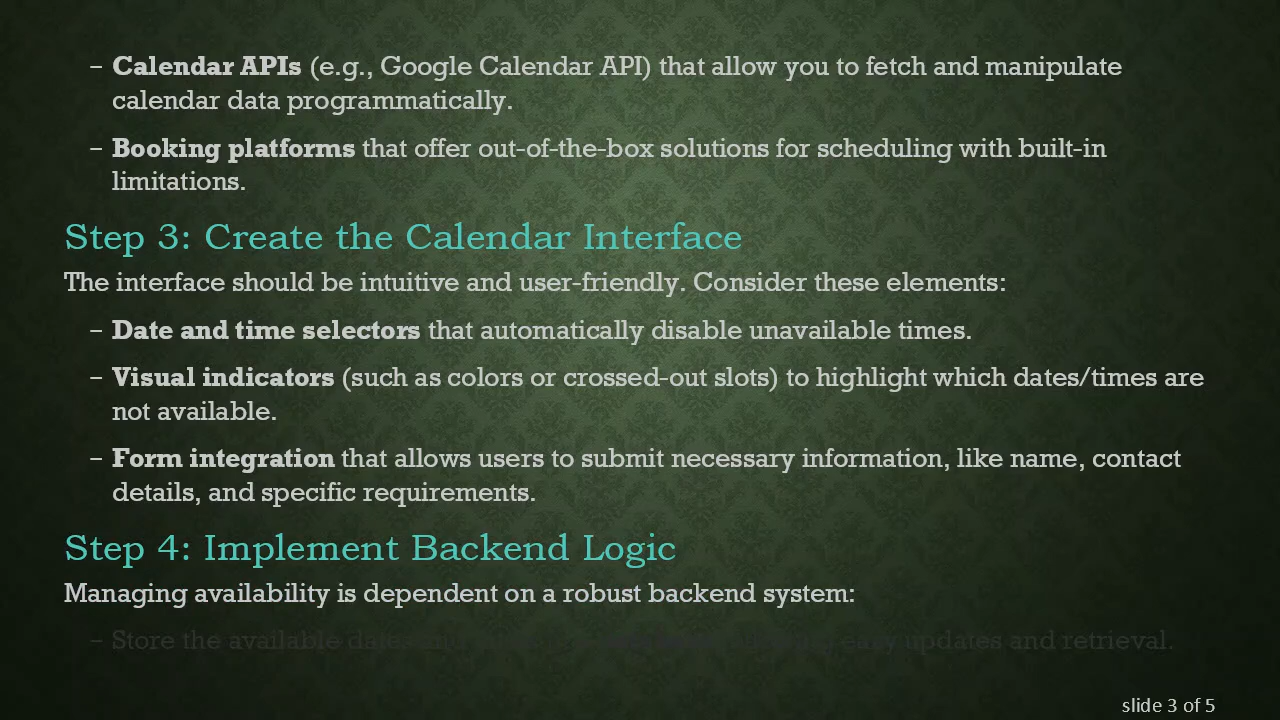 – Calendar APIs (e.g., Google Calendar API) that allow you to fetch and manipulate
calendar data programmatically.
– Booking platforms that offer out-of-the-box solutions for scheduling with built-in
limitations.
Step 3: Create the Calendar Interface
The interface should be intuitive and user-friendly. Consider these elements:
– Date and time selectors that automatically disable unavailable times.
– Visual indicators (such as colors or crossed-out slots) to highlight which dates/times are
not available.
– Form integration that allows users to submit necessary information, like name, contact
details, and specific requirements.
Step 4: Implement Backend Logic
Managing availability is dependent on a robust backend system:
– Store the available dates easy updates and retrieval.
slide 3 of 5